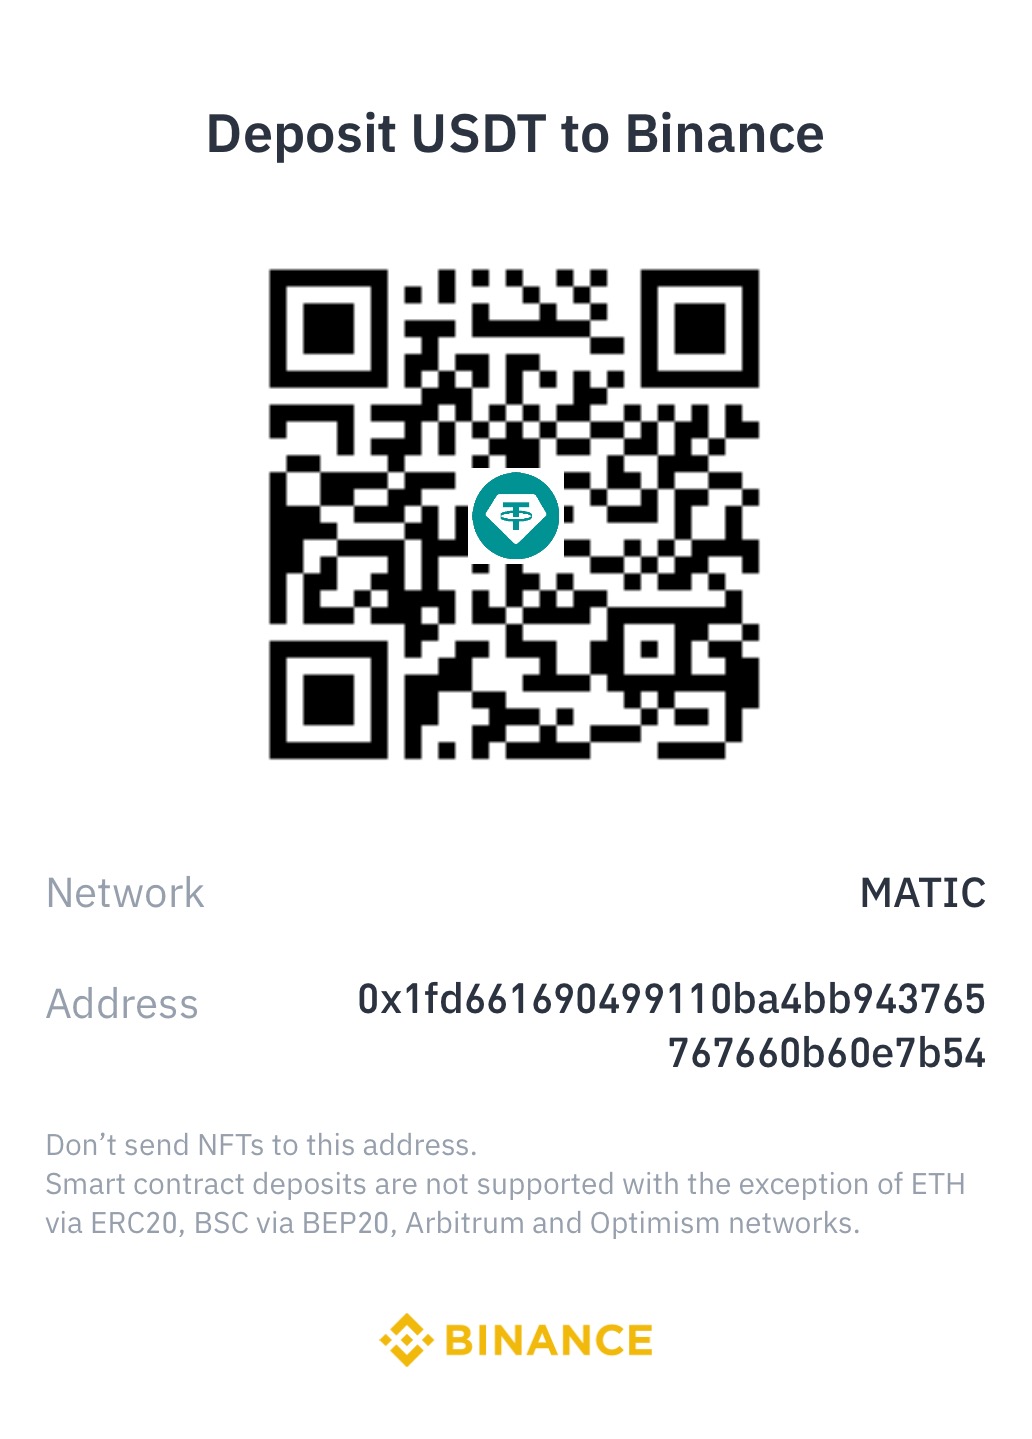 Deposit USDT to Binance
Network
MATIC
Address
0x1fd661690499110ba4bb943765
767660b60e7b54
Don’t send NFTs to this address.
Smart contract deposits are not supported with the exception of ETH
via ERC20, BSC via BEP20, Arbitrum and Optimism networks.
BINANCE